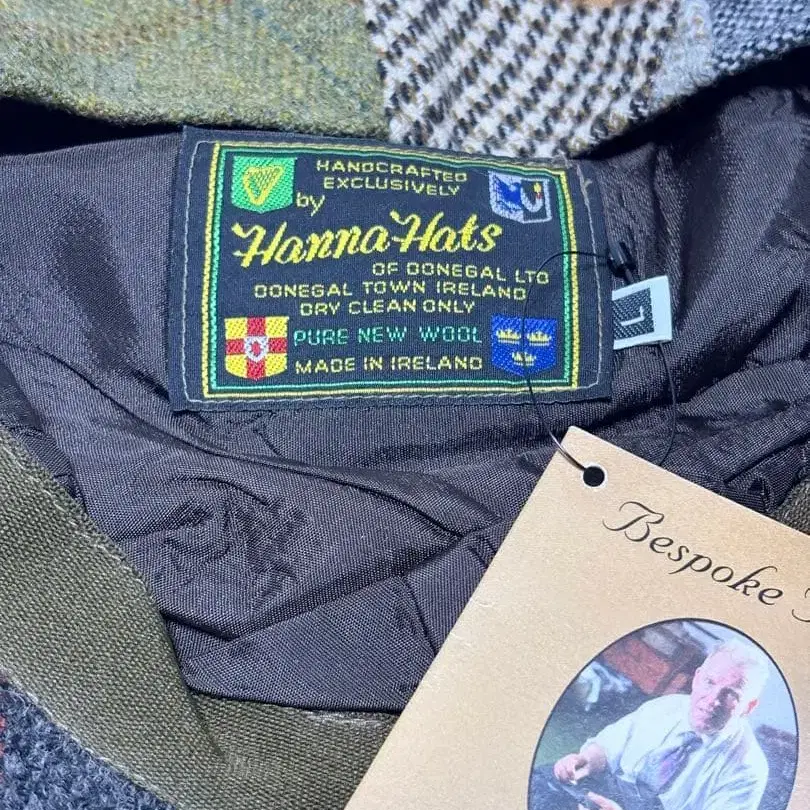 HANDCRAFTED
EXCLUSIVELY
by
Hanna Hats
OF DONEGAL LTD
DONEGAL TOWN IRELAND
DRY CLEAN ONLY
PURE NEW WOOL
MADE IN IRELAND
L
Bespoke